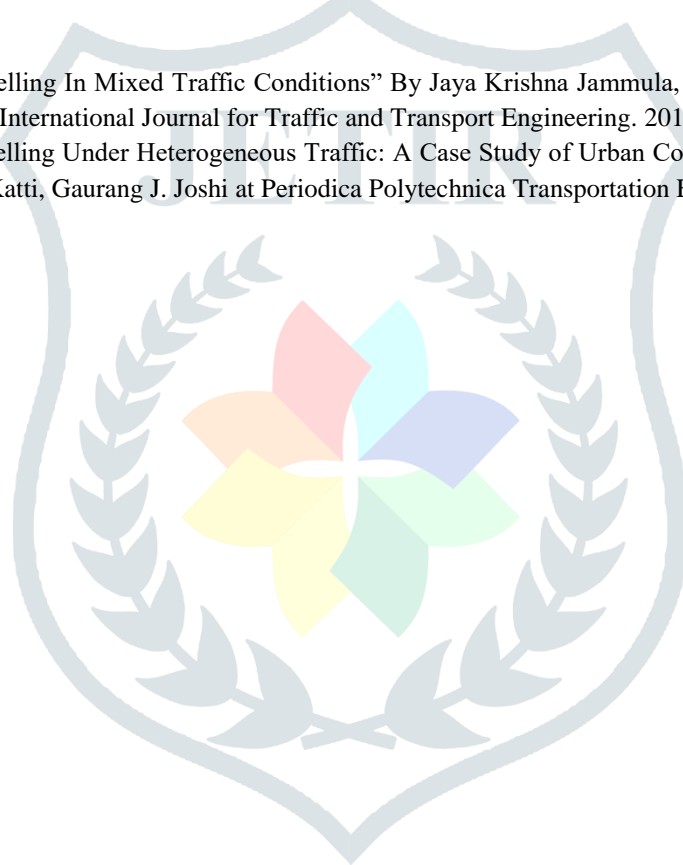 elling In Mixed Traffic Conditions” By Jaya Krishna Jammula,
International Journal for Traffic and Transport Engineering. 201
elling Under Heterogeneous Traffic: A Case Study of Urban Co
Katti, Gaurang J. Joshi at Periodica Polytechnica Transportation E
JETIR